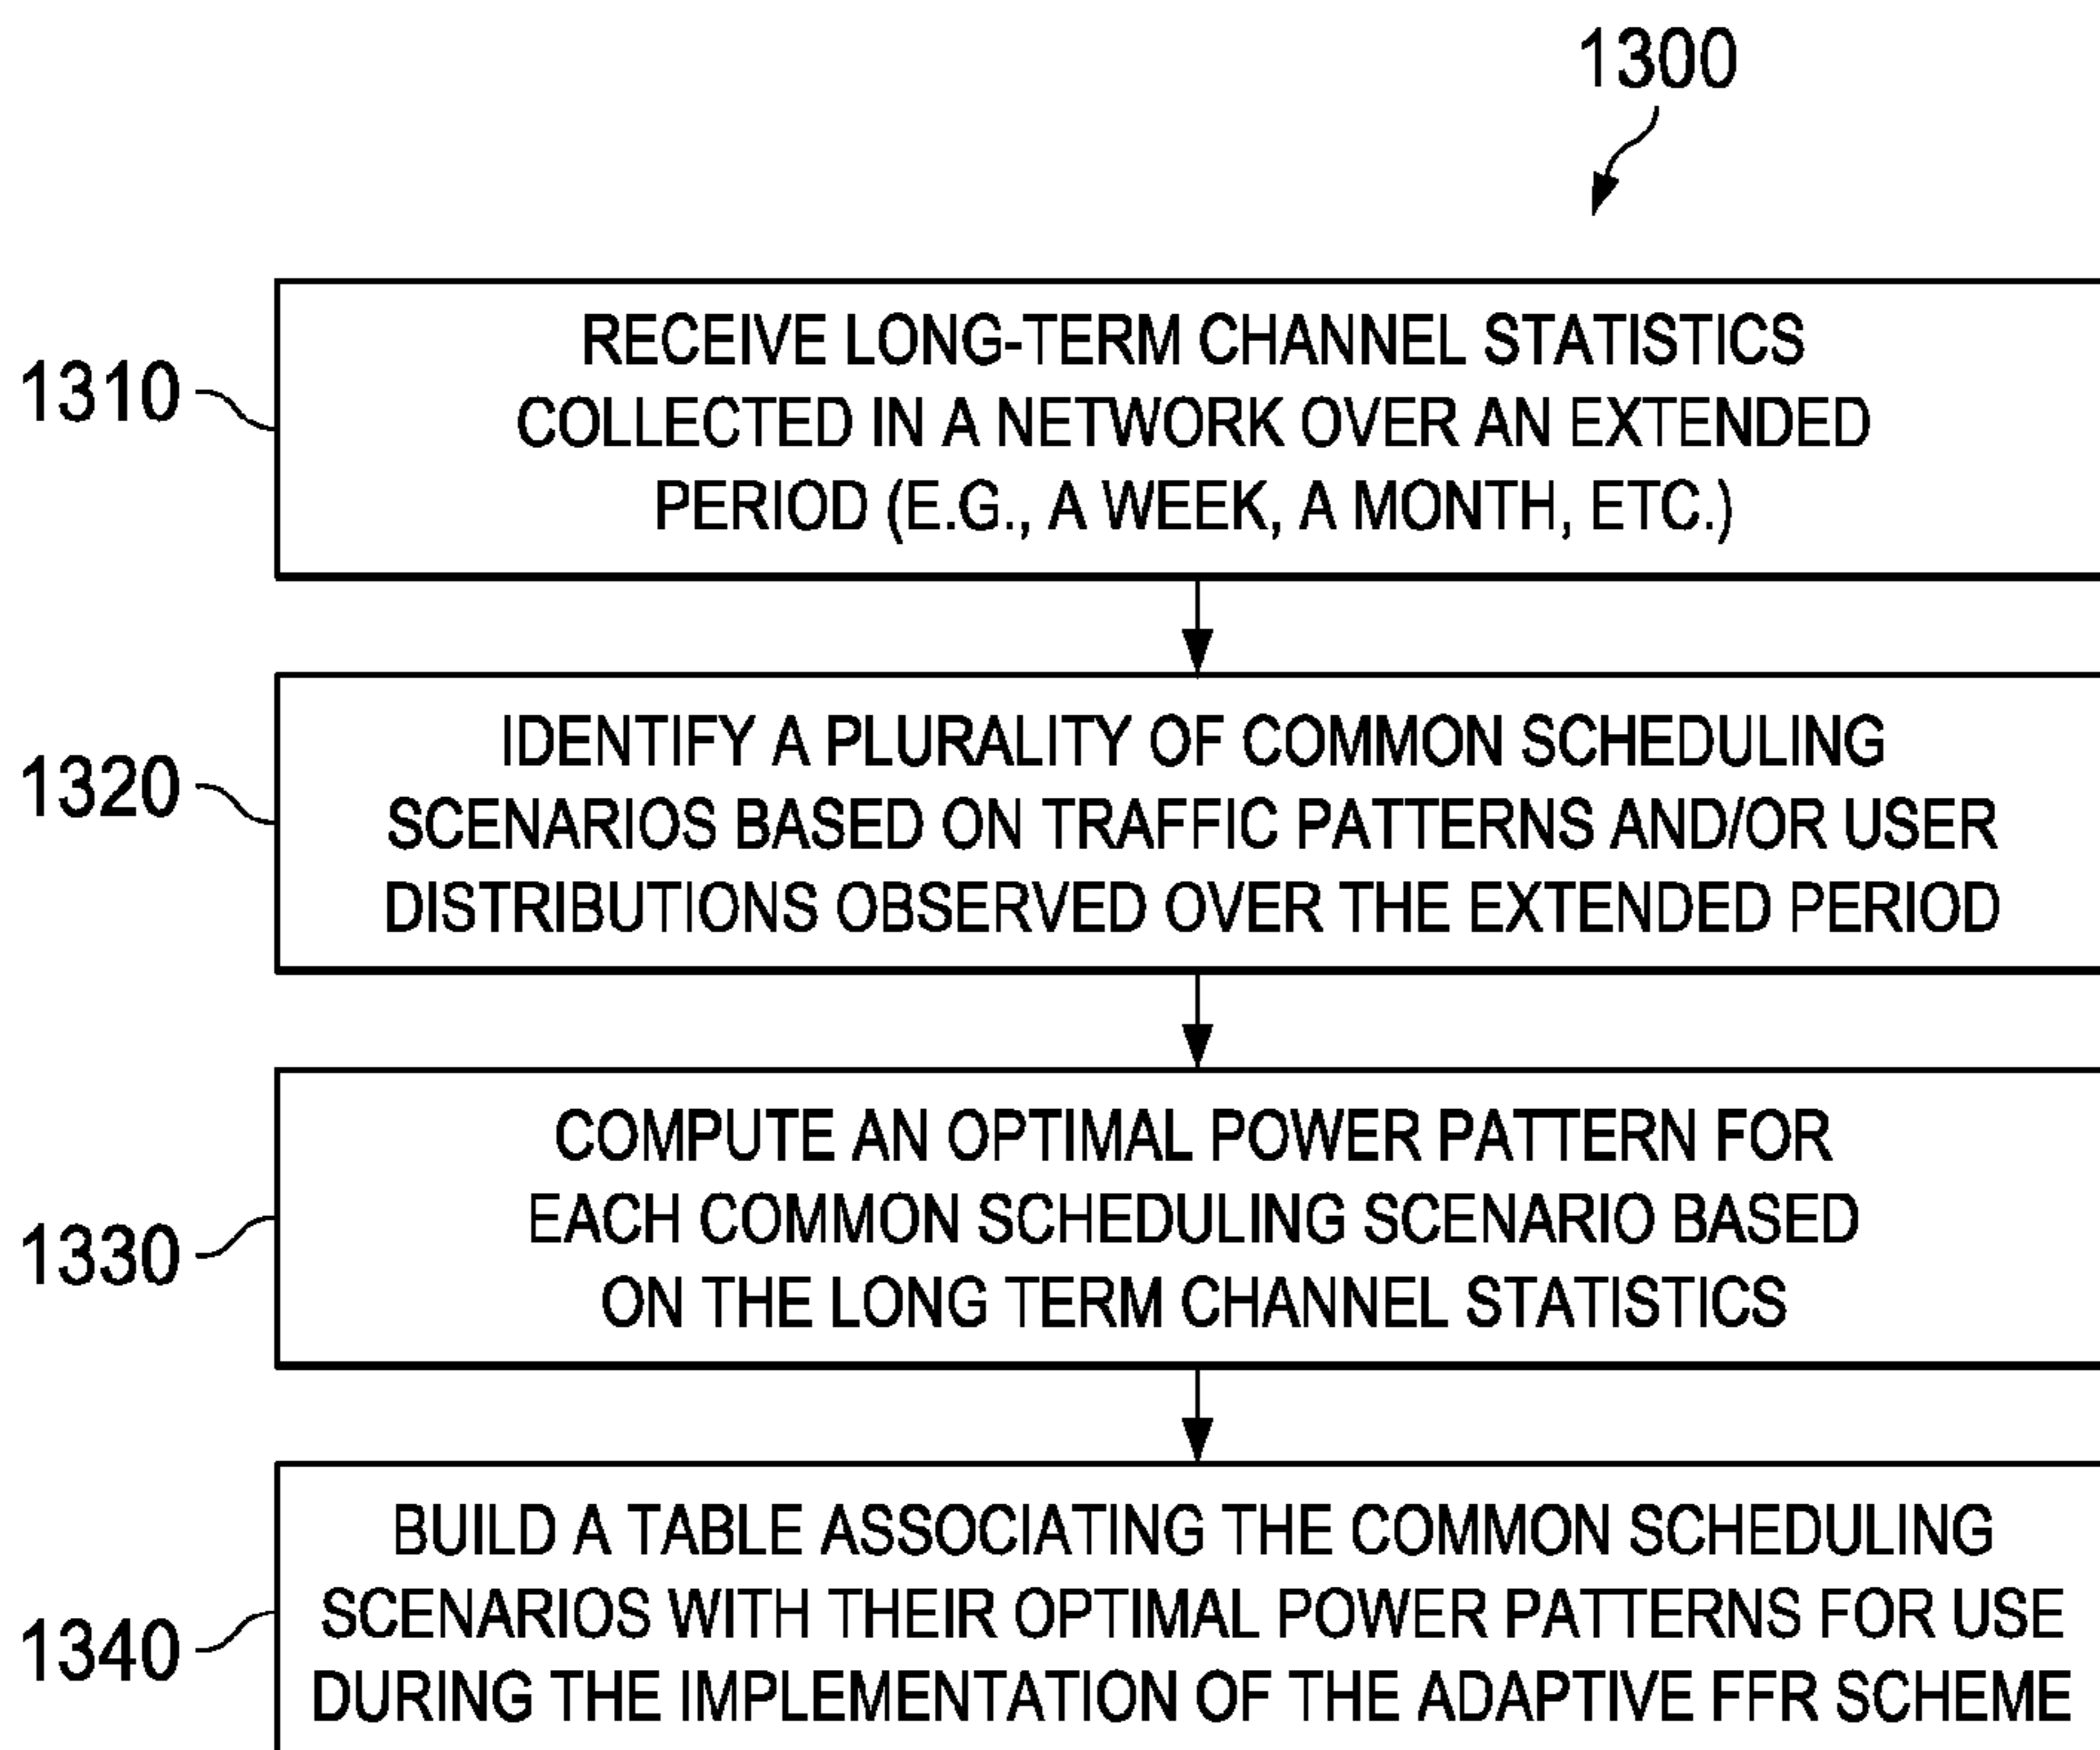 1300
1310
RECEIVE LONG-TERM CHANNEL STATISTICS
COLLECTED IN A NETWORK OVER AN EXTENDED
PERIOD (E.G., A WEEK, A MONTH, ETC.)
1320
IDENTIFY A PLURALITY OF COMMON SCHEDULING
SCENARIOS BASED ON TRAFFIC PATTERNS AND/OR USER
DISTRIBUTIONS OBSERVED OVER THE EXTENDED PERIOD
1330
COMPUTE AN OPTIMAL POWER PATTERN FOR
EACH COMMON SCHEDULING SCENARIO BASED
ON THE LONG TERM CHANNEL STATISTICS
1340
BUILD A TABLE ASSOCIATING THE COMMON SCHEDULING
SCENARIOS WITH THEIR OPTIMAL POWER PATTERNS FOR USE
DURING THE IMPLEMENTATION OF THE ADAPTIVE FFR SCHEME